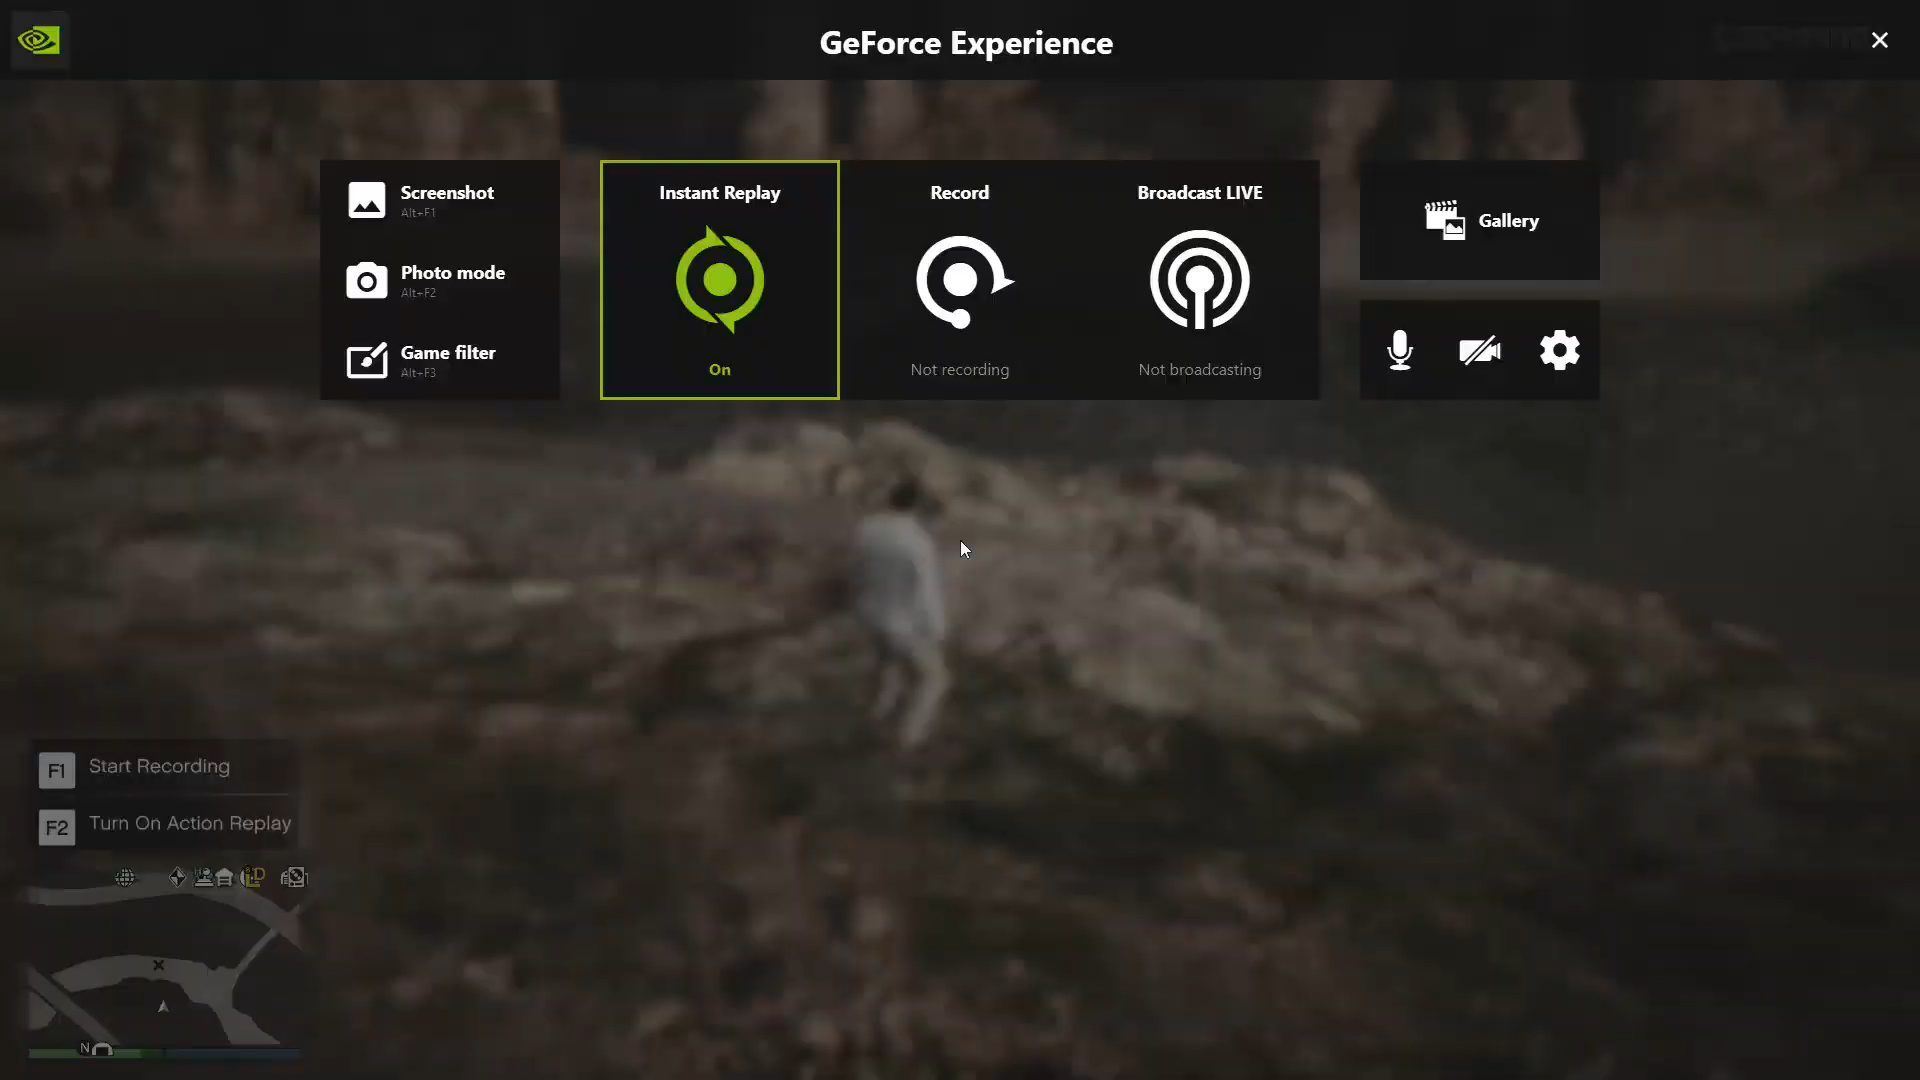 GeForce Experience
Screenshot
Alt+F1
Photo mode
Alt+F2
Game filter
Alt+F3
Instant Replay
On
Record
Not recording
Broadcast LIVE
Not broadcasting
Gallery
F1 Start Recording
F2 Turn On Action Replay
N